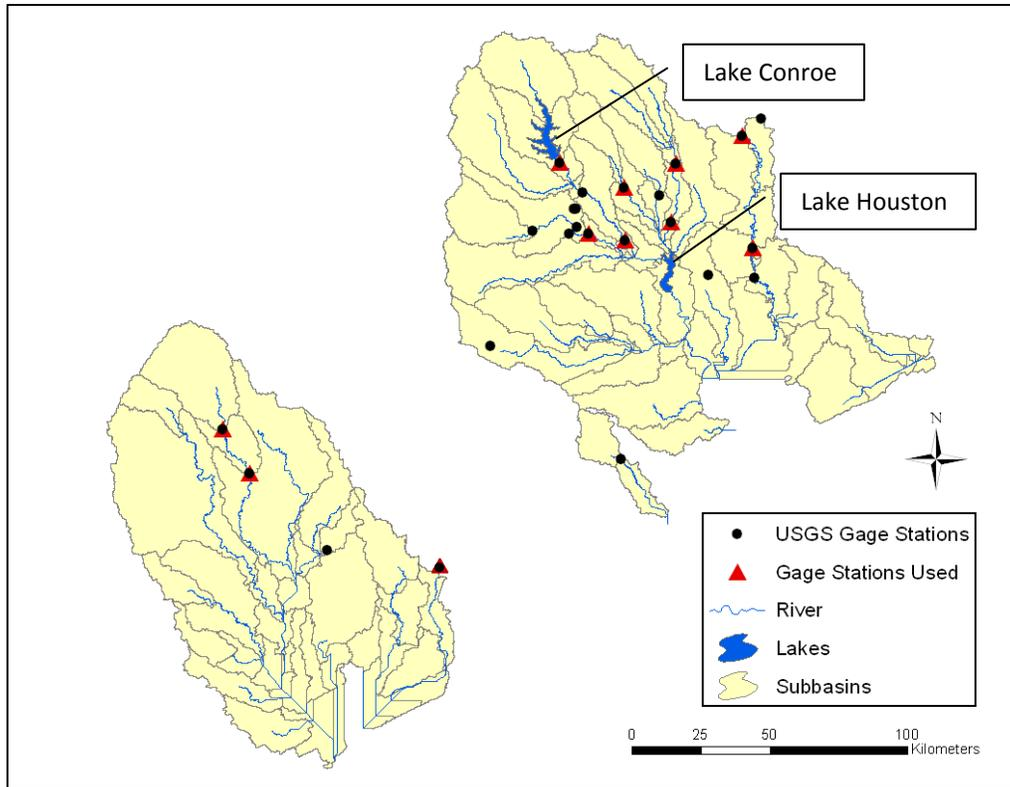 Lake Conroe
Lake Houston
N
USGS Gage Stations
Gage Stations Used
River
Lakes
Subbasins
0 25 50 100
Kilometers